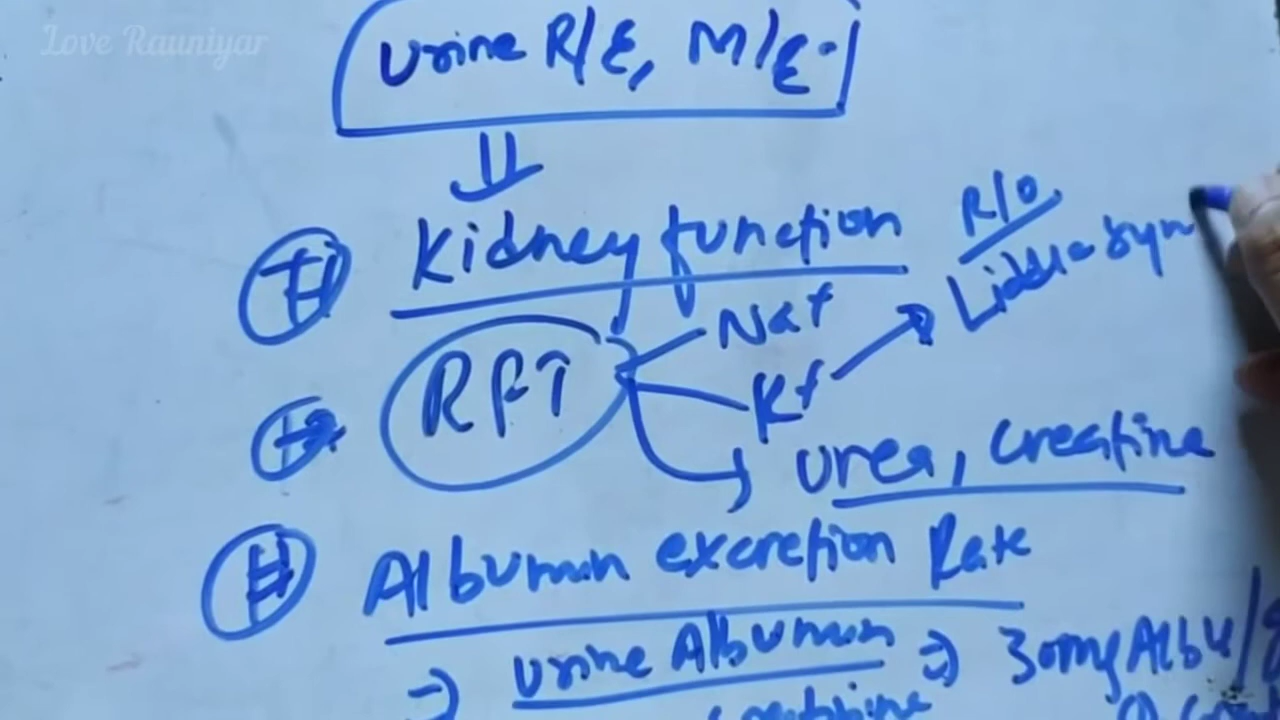 Love Rauniyar
Urine R/E, M/E.
Kidney function
R/O
Liddle syn
RFT
Na+
K+
Urea, creatine
Albumin excretion Rate
⇒ Urine Albumin ⇒ 30mg Albu/